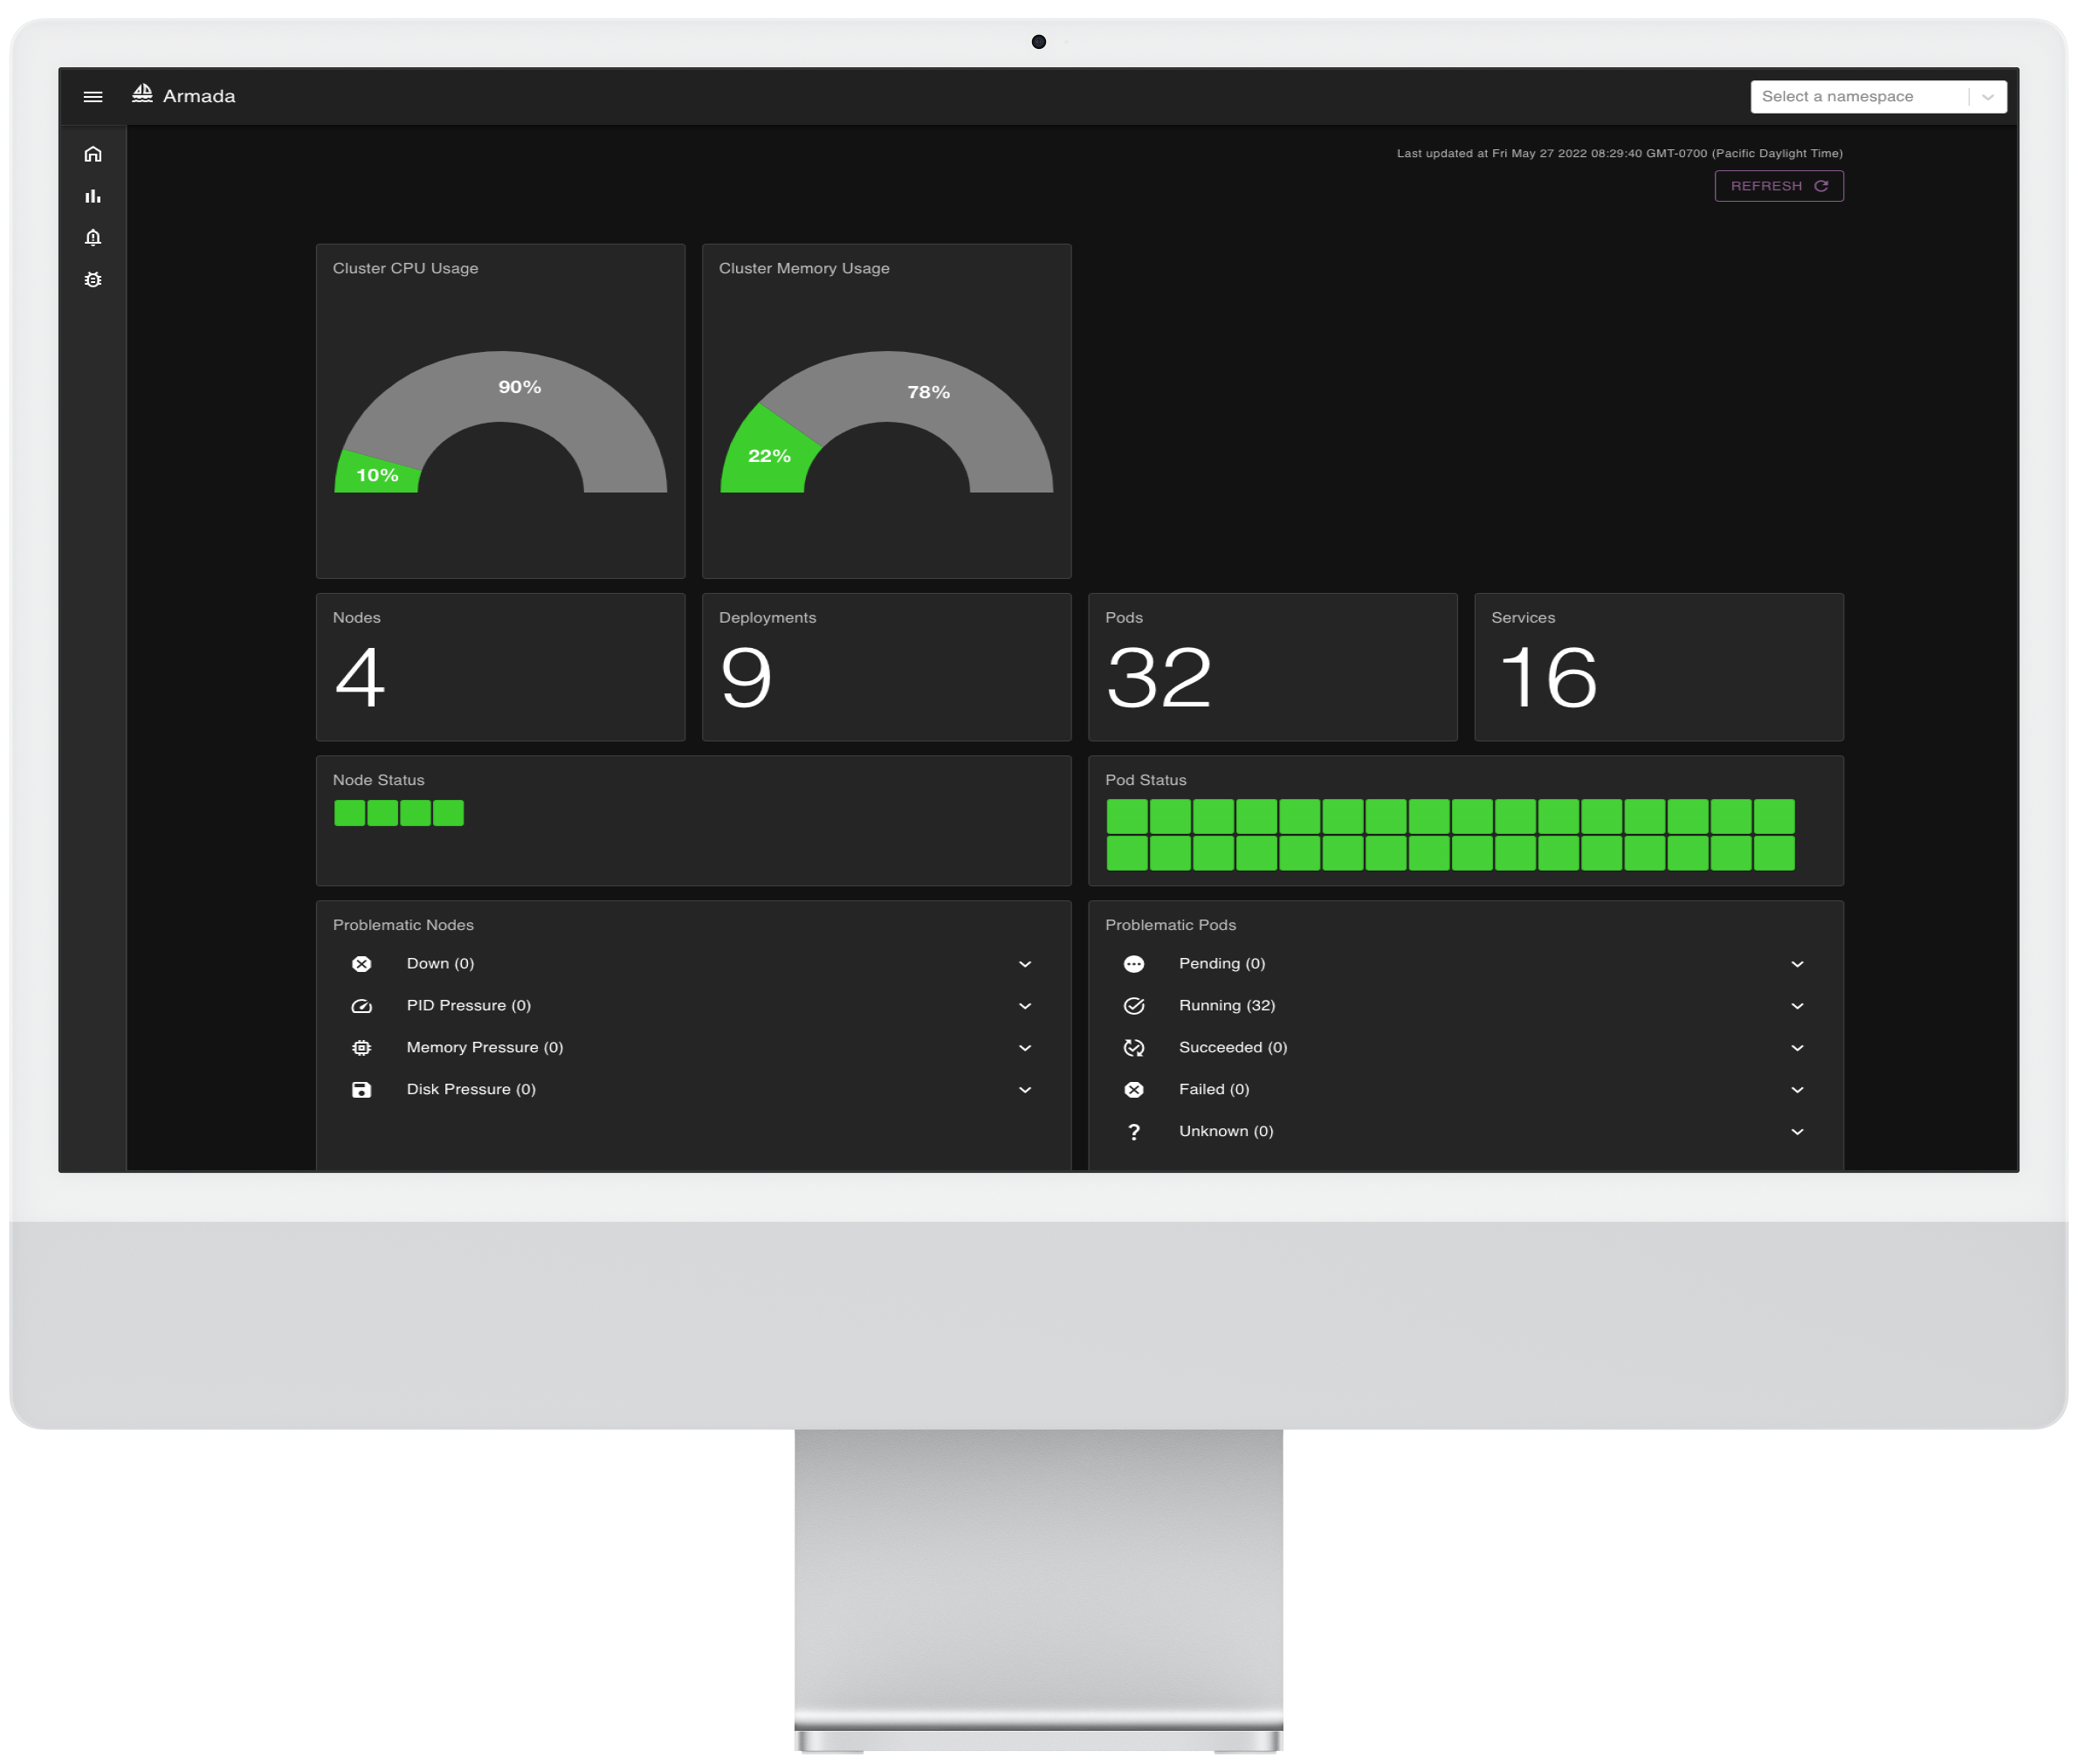 Armada
Select a namespace
Last updated at Fri May 27 2022 08:29:40 GMT-0700 (Pacific Daylight Time)
REFRESH
Cluster CPU Usage
90%
10%
Cluster Memory Usage
78%
22%
Nodes
4
Deployments
9
Pods
32
Services
16
Node Status
Pod Status
Problematic Nodes
Down (0)
PID Pressure (0)
Memory Pressure (0)
Disk Pressure (0)
Problematic Pods
Pending (0)
Running (32)
Succeeded (0)
Failed (0)
? Unknown (0)